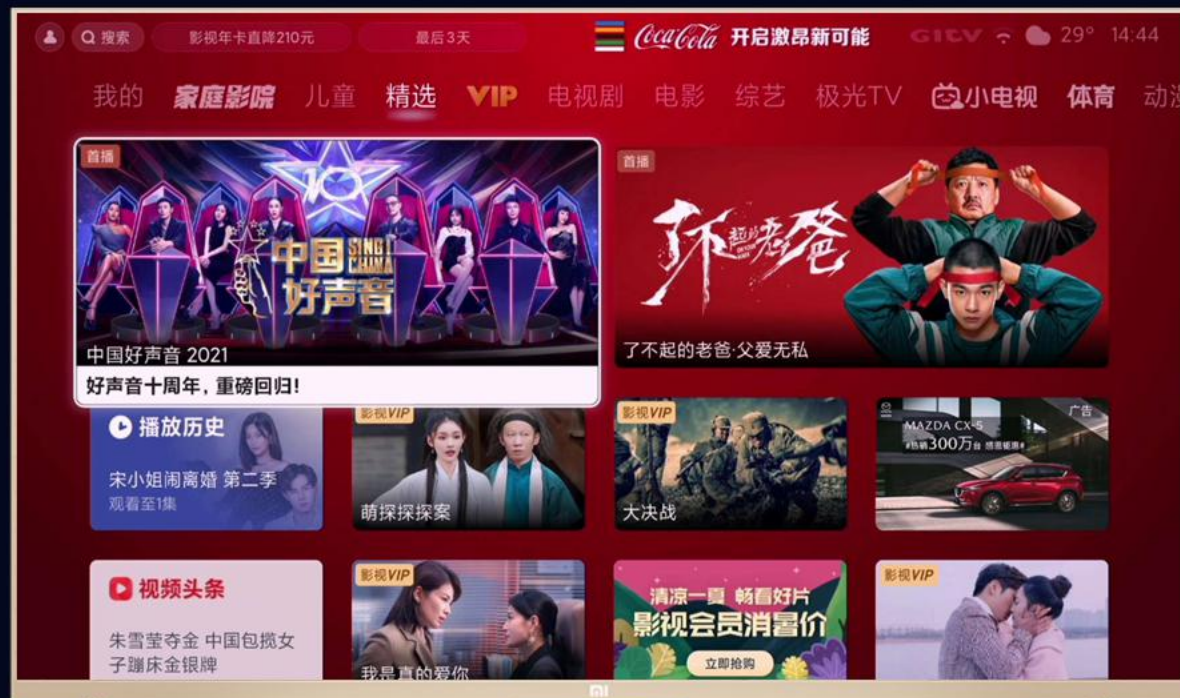 搜索
影视年卡直降210元
最后3天
Coca-Cola 开启激昂新可能
GITV
29° 14:44
我的
家庭影院
儿童
精选
VIP
电视剧
电影
综艺
极光TV
小电视
体育
首播
10
中国
SING!
CHINA
好声音
中国好声音 2021
好声音十周年，重磅回归!
首播
了不起的老爸
了不起的老爸·父爱无私
播放历史
宋小姐闹离婚 第二季
观看至1集
影视VIP
萌探探探案
影视VIP
大决战
广告
MAZDA CX-5
300万台
视频头条
朱雪莹夺金 中国包揽女
子蹦床金银牌
影视VIP
我是真的爱你
清凉一夏 畅看好片
影视会员消暑价
立即抢购
影视VIP
mi